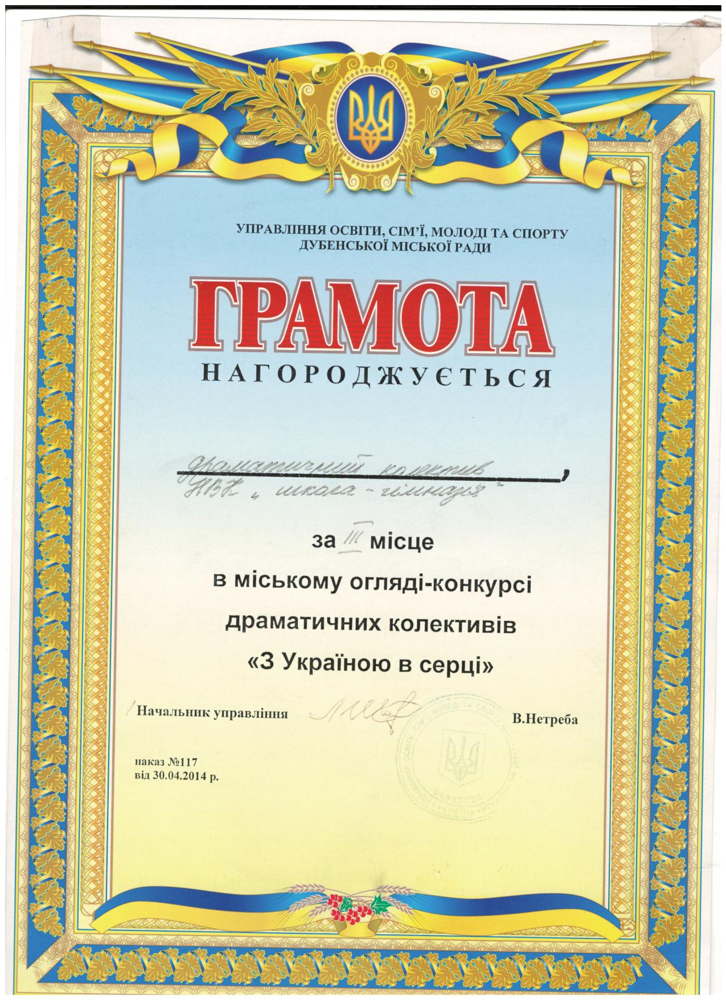 УПРАВЛІННЯ ОСВІТИ, СІМ’Ї, МОЛОДІ ТА СПОРТУ
ДУБЕНСЬКОЇ МІСЬКОЇ РАДИ
ГРАМОТА
НАГОРОДЖУЄТЬСЯ
драматичний колектив,
НВК „школа - гімназія"
за III місце
в міському огляді-конкурсі
драматичних колективів
«З Україною в серці»
Начальник управління
В.Нетреба
наказ №117
від 30.04.2014 р.